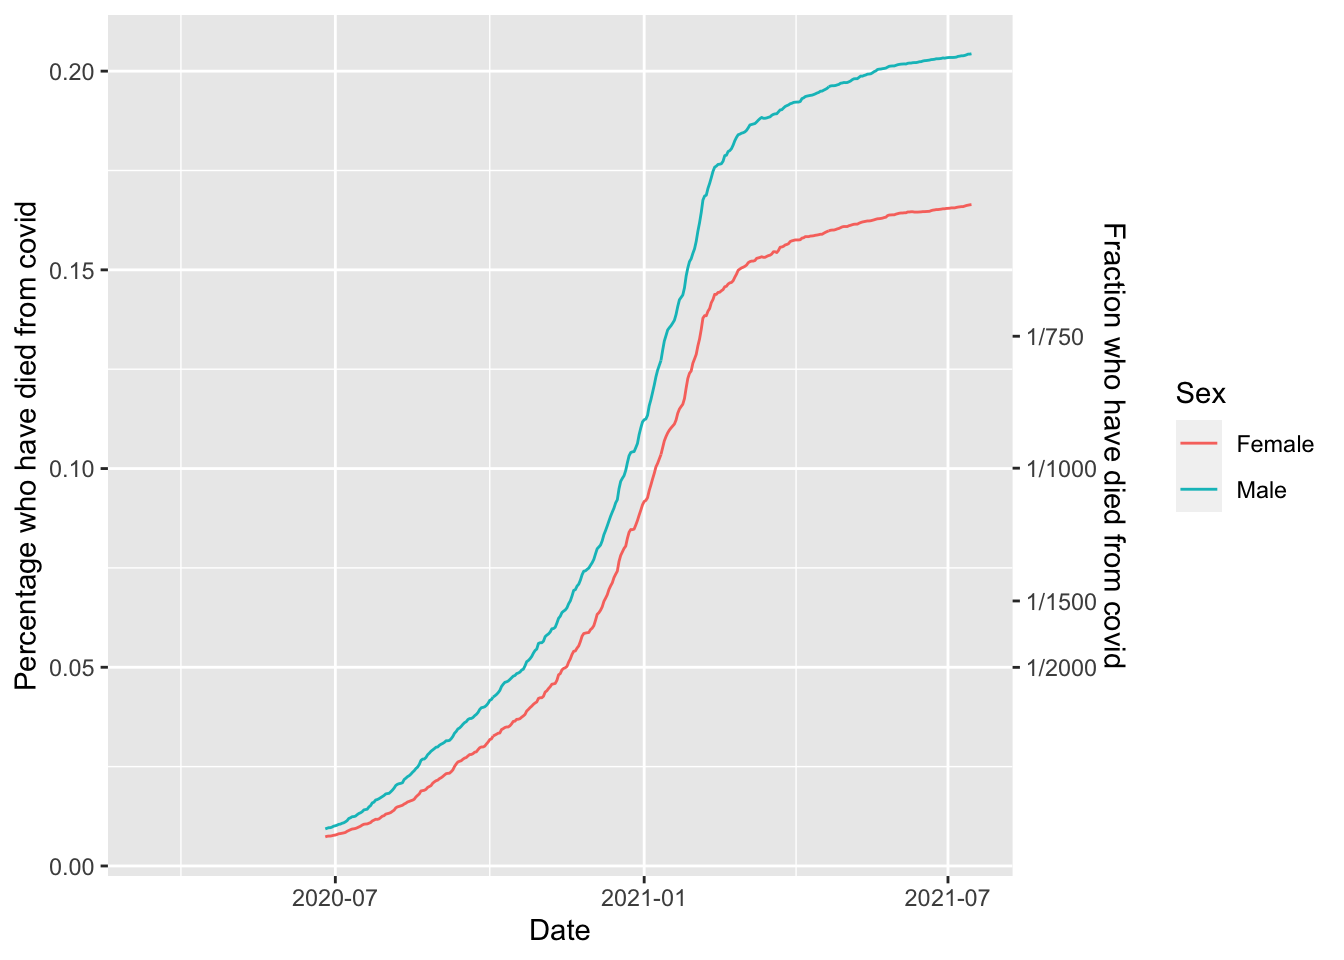 Percentage who have died from covid
0.20
0.15
0.10
0.05
0.00
2020-07
2021-01
2021-07
Date
1/750
1/1000
1/1500
1/2000
Fraction who have died from covid
Sex
Female
Male